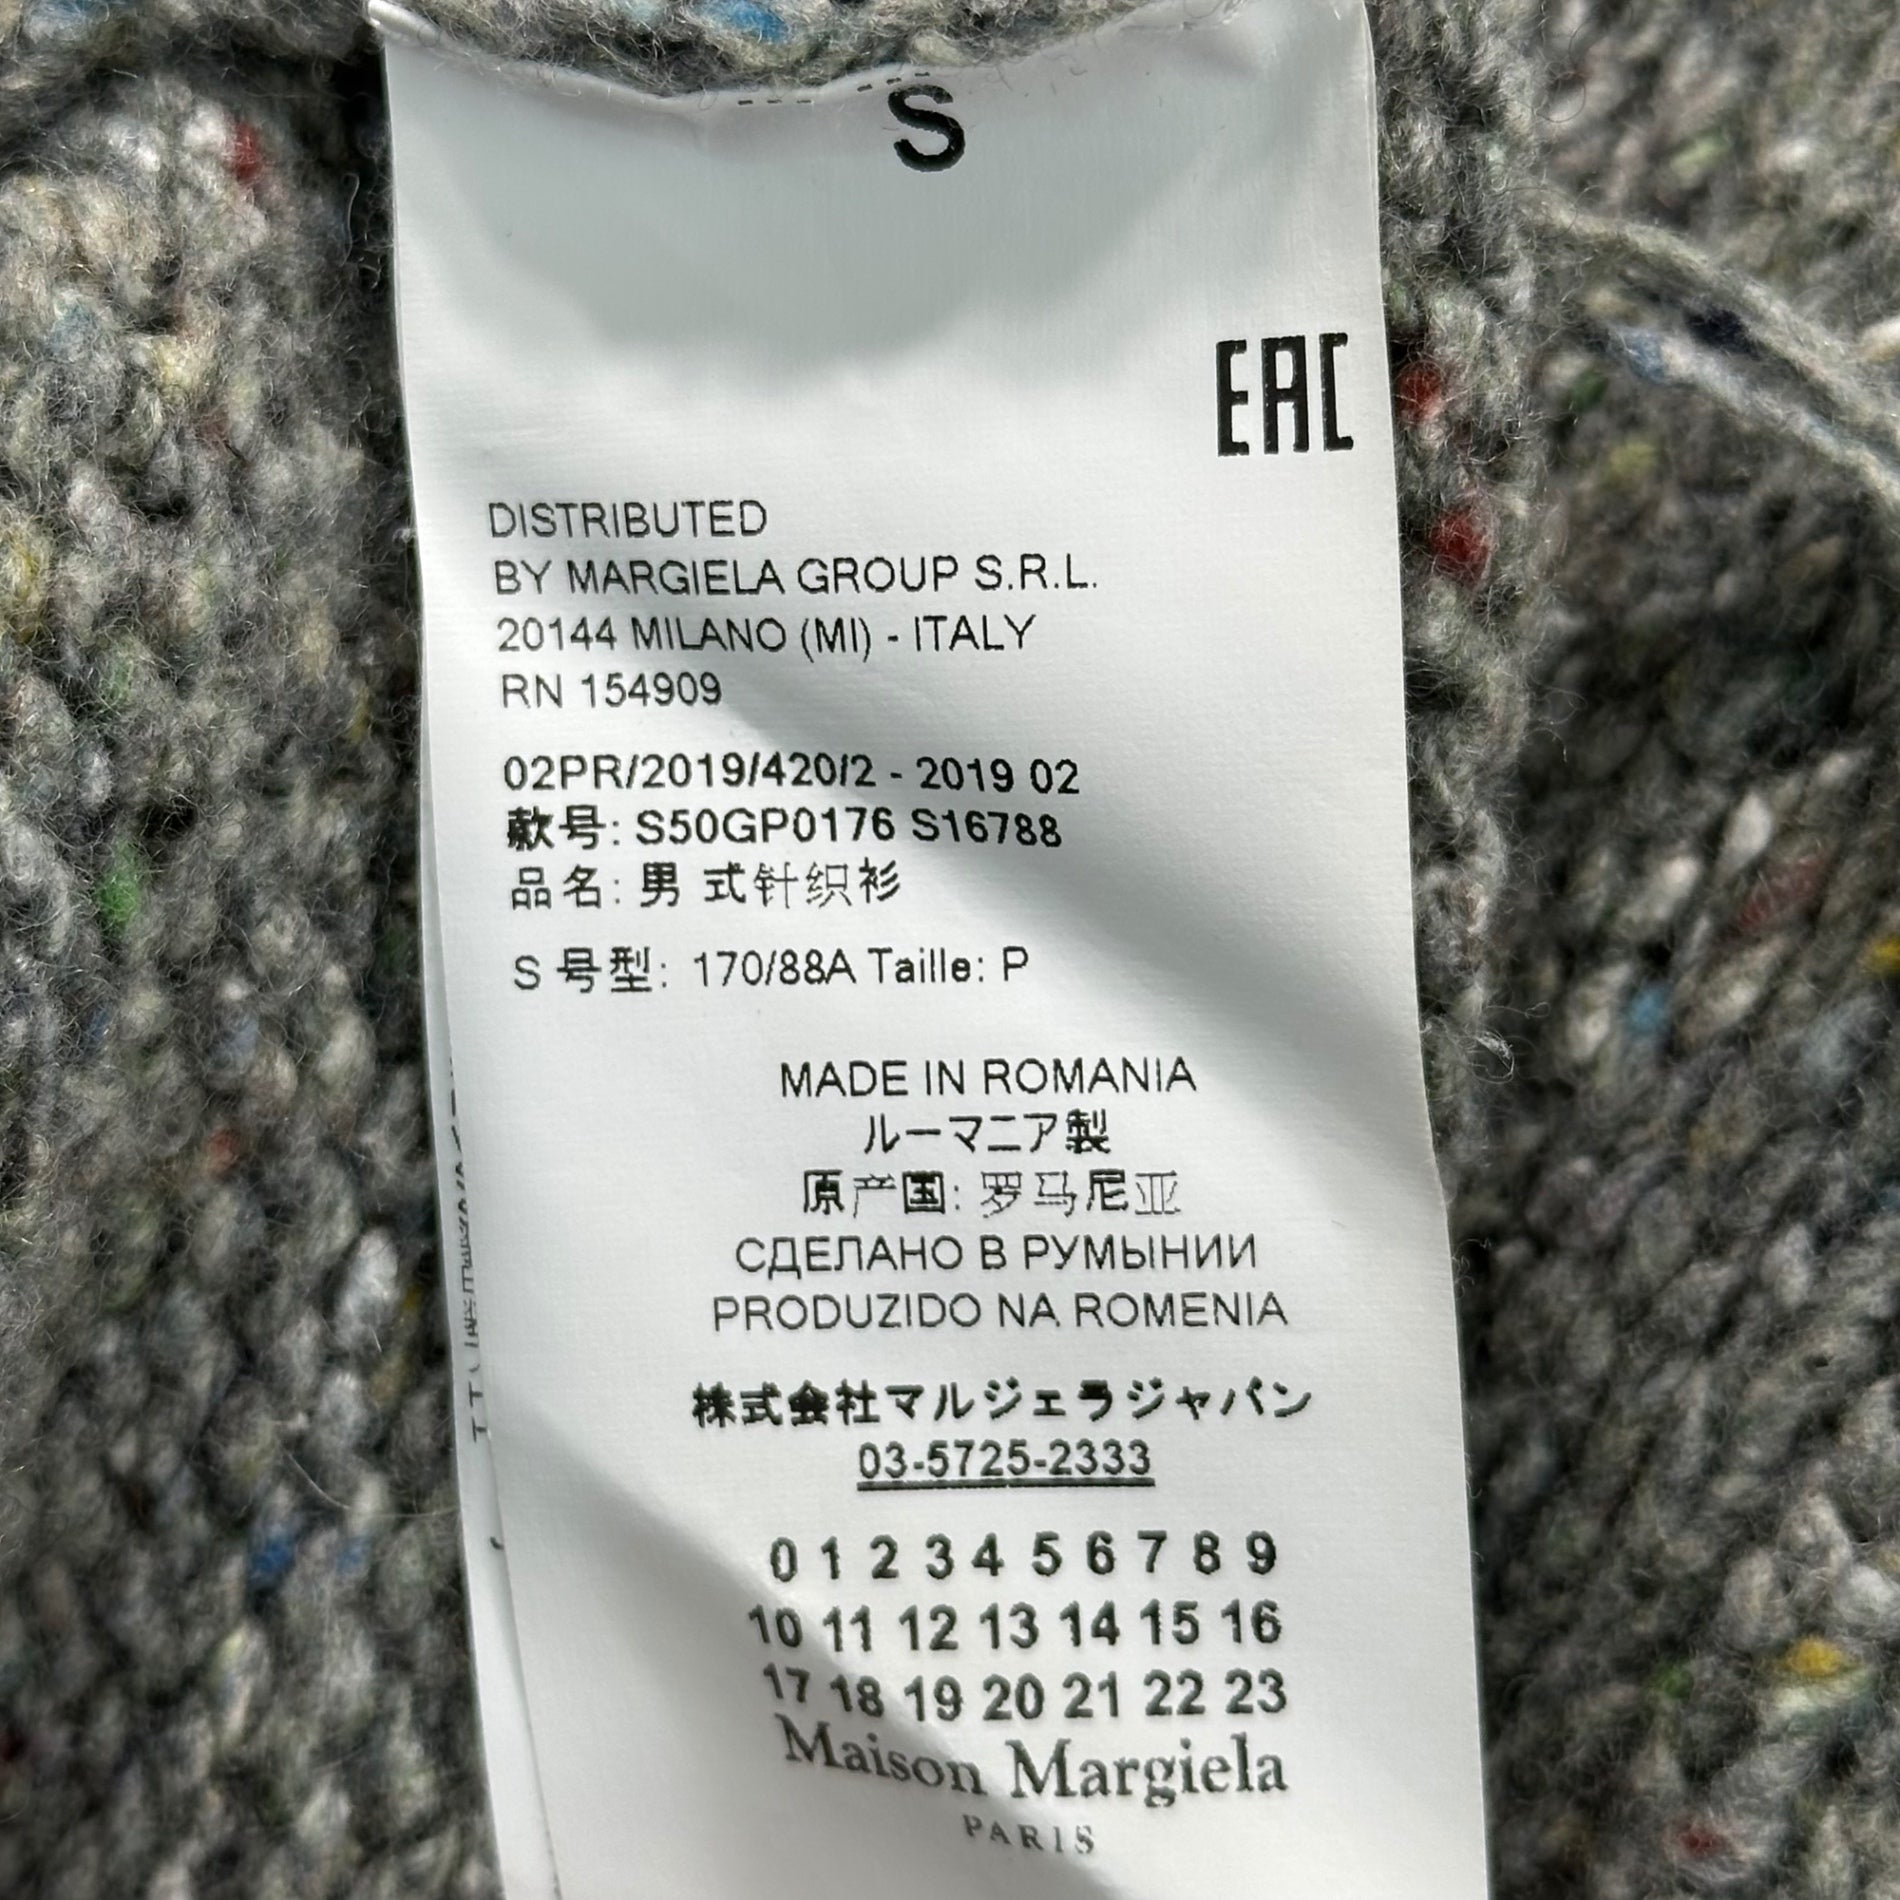 S
EAC
DISTRIBUTED
BY MARGIELA GROUP S.R.L.
20144 MILANO (MI) - ITALY
RN 154909
02PR/2019/420/2 - 2019 02
款号: S50GP0176 S16788
品名: 男 式针织衫
S 号型: 170/88A Taille: P
MADE IN ROMANIA
ルーマニア製
原产国: 罗马尼亚
СДЕЛАНО В РУМЫНИИ
PRODUZIDO NA ROMENIA
株式会社マルジェラジャパン
03-5725-2333
0 1 2 3 4 5 6 7 8 9
10 11 12 13 14 15 16
17 18 19 20 21 22 23
Maison Margiela
PARIS